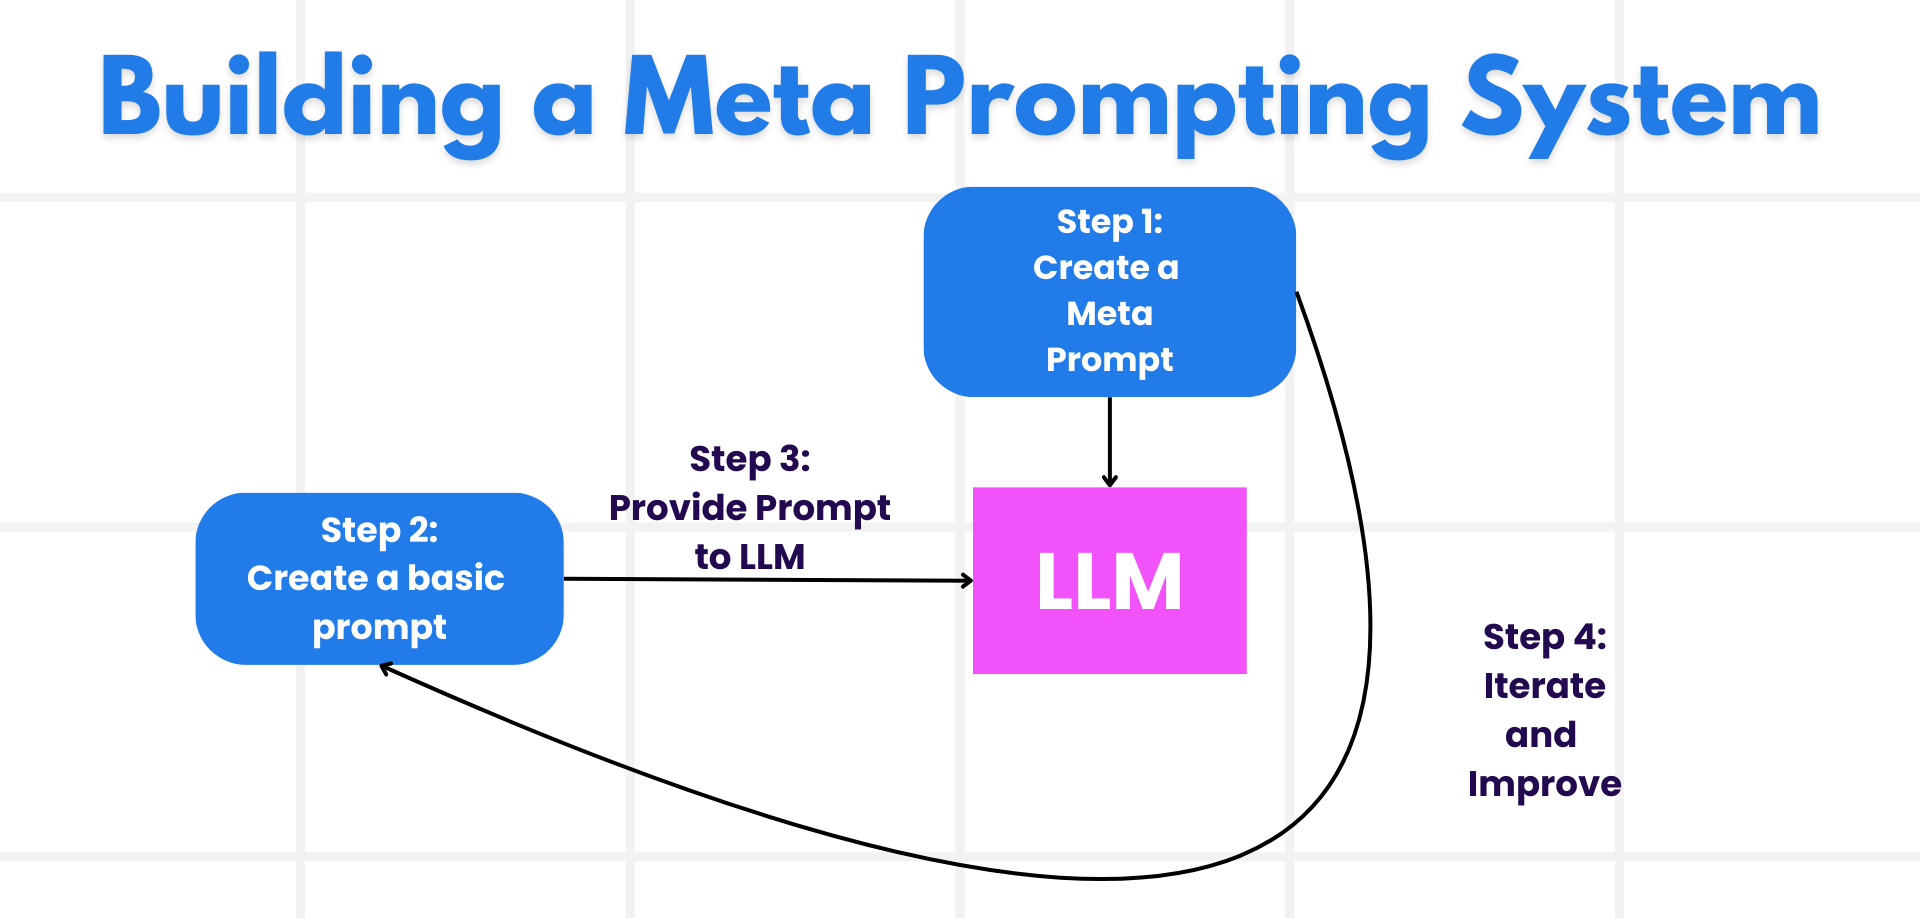 Building a Meta Prompting System
Step 1:
Create a
Meta
Prompt
Step 3:
Provide Prompt
to LLM
Step 2:
Create a basic
prompt
LLM
Step 4:
Iterate
and
Improve